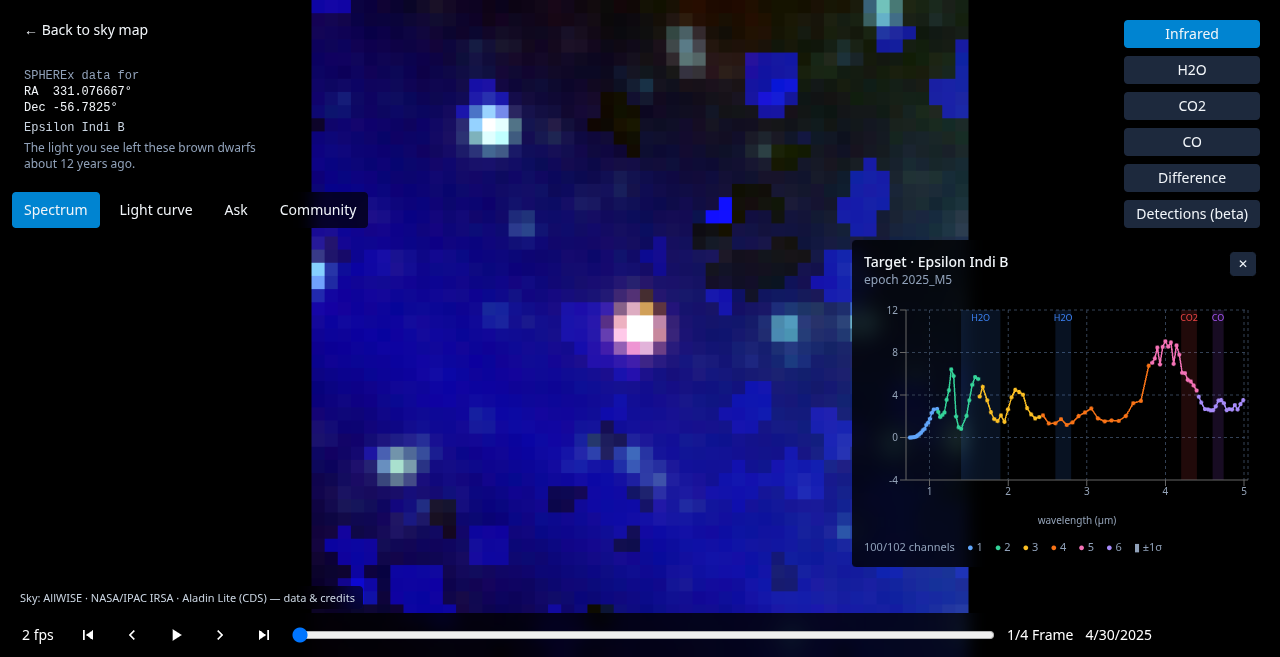 ← Back to sky map
SPHEREx data for
RA 331.076667°
Dec -56.7825°
Epsilon Indi B
The light you see left these brown dwarfs
about 12 years ago.
Spectrum
Light curve
Ask
Community
Infrared
H2O
CO2
CO
Difference
Detections (beta)
Target · Epsilon Indi B
✕
epoch 2025_M5
H2O
H2O
CO2
CO
12
8
4
0
-4
1
2
3
4
5
wavelength (μm)
100/102 channels
1
2
3
4
5
6
±1σ
Sky: AllWISE · NASA/IPAC IRSA · Aladin Lite (CDS) — data & credits
2 fps
1/4 Frame
4/30/2025